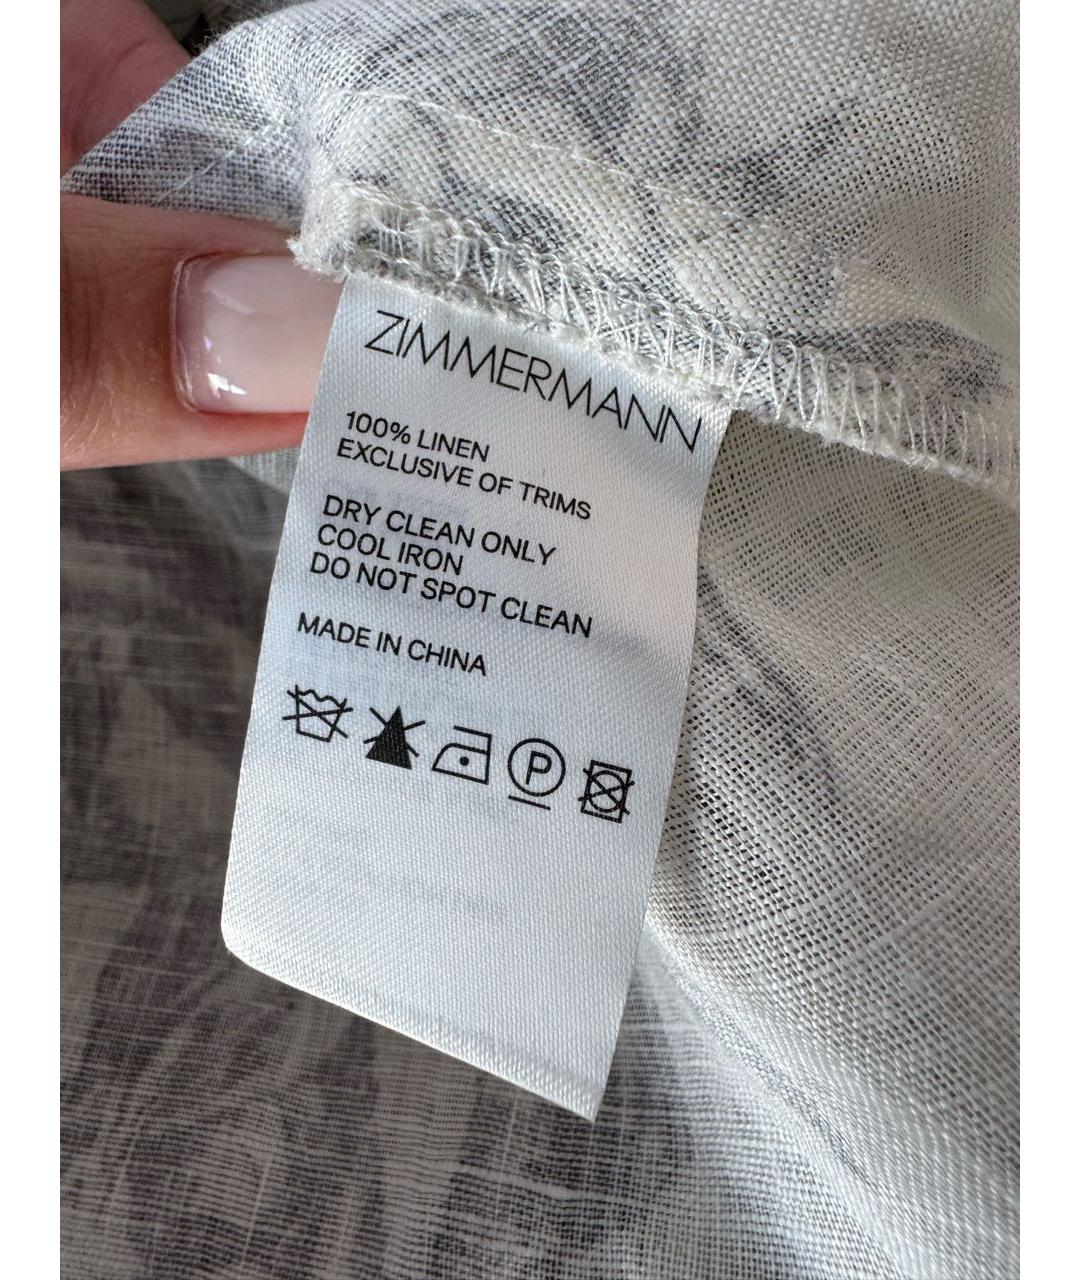 ZIMMERMANN
100% LINEN
EXCLUSIVE OF TRIMS
DRY CLEAN ONLY
COOL IRON
DO NOT SPOT CLEAN
MADE IN CHINA
P